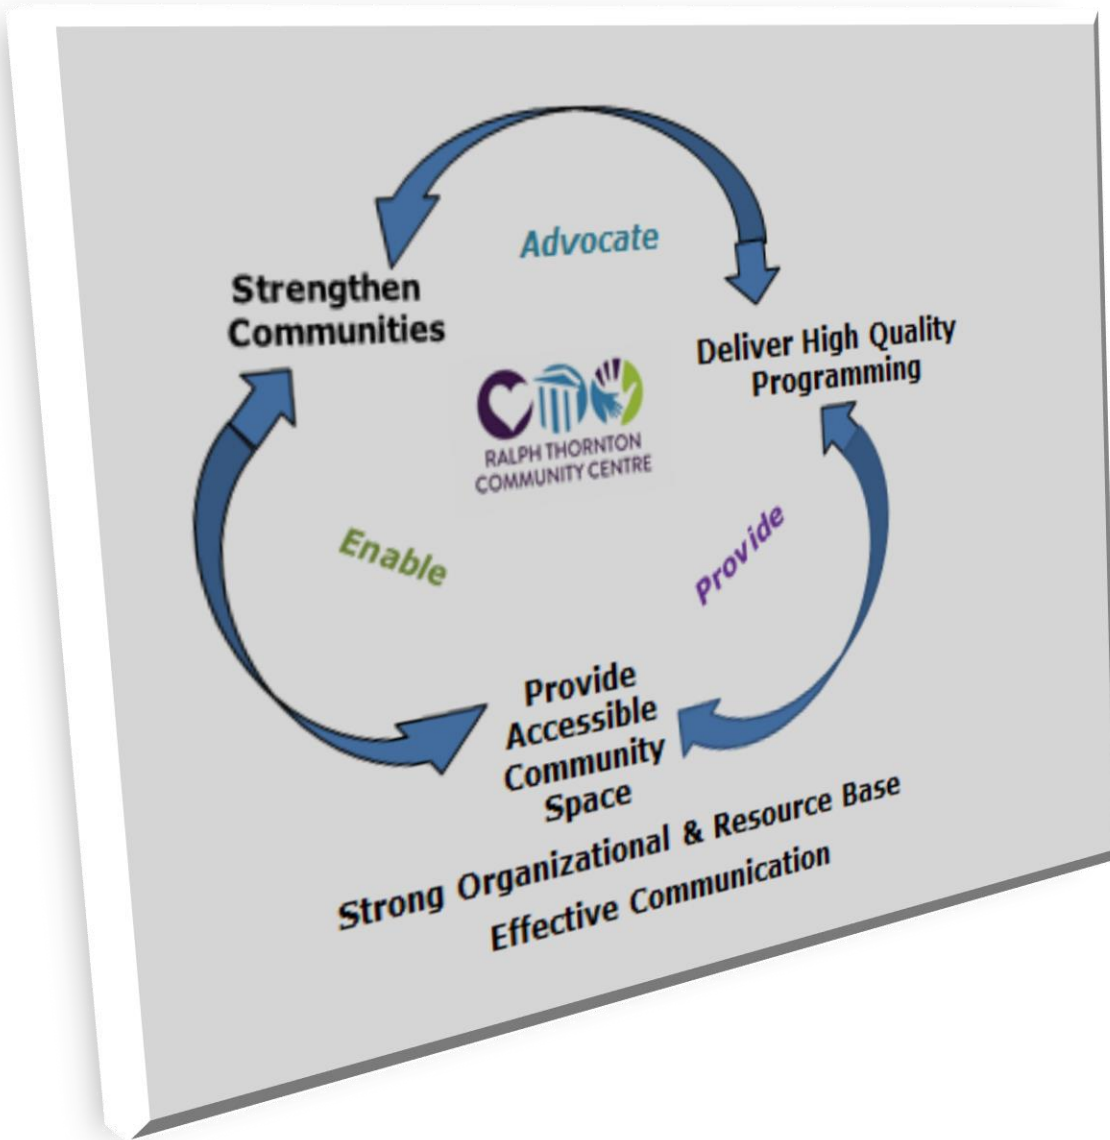 Advocate
Strengthen
Communities
Deliver High Quality
Programming
RALPH THORNTON
COMMUNITY CENTRE
Enable
Provide
Provide
Accessible
Community
Space
Strong Organizational & Resource Base
Effective Communication